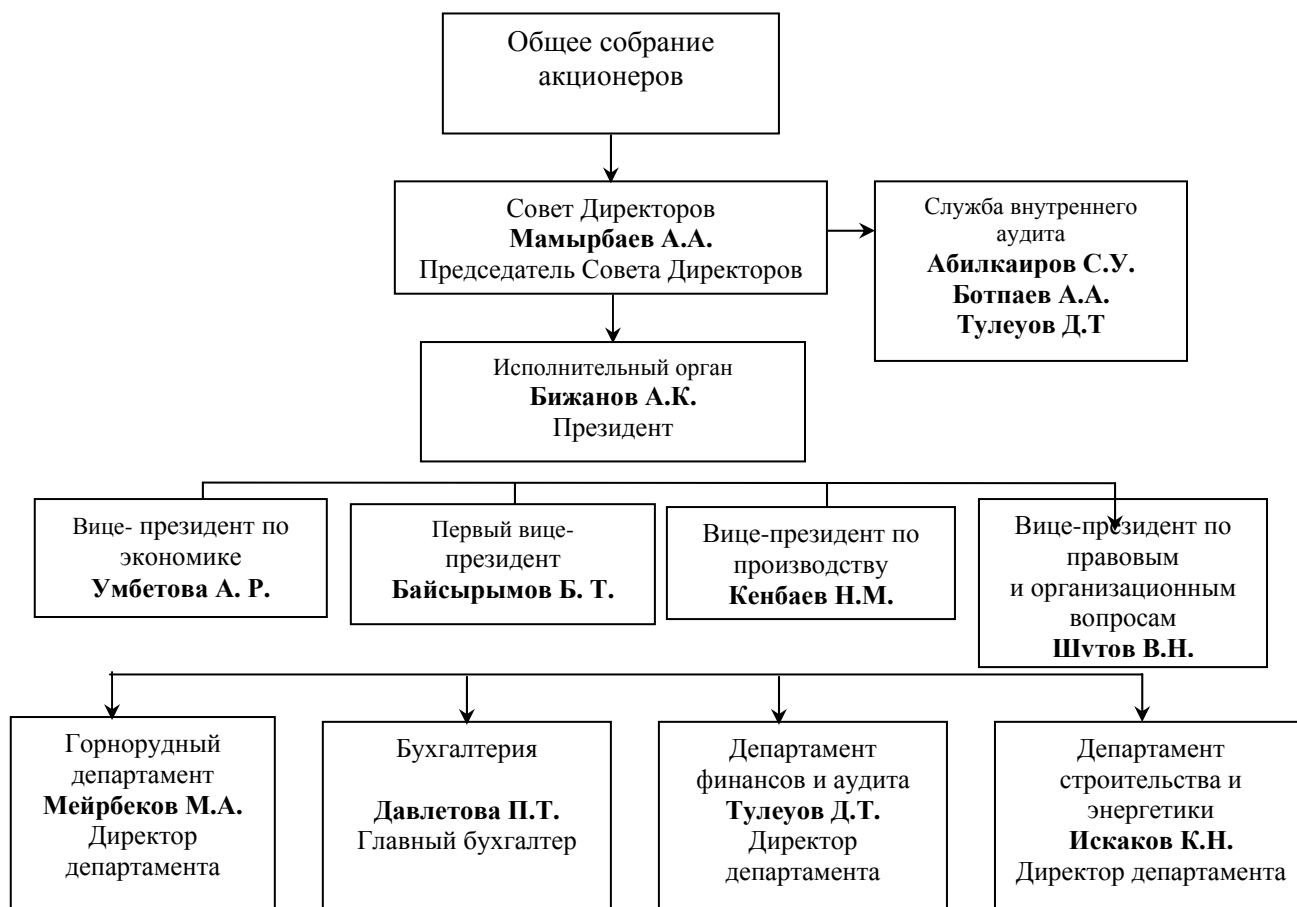 Общее собрание
акционеров
Совет Директоров
Мамырбаев А.А.
Председатель Совета Директоров
Служба внутреннего
аудита
Абилкаиров С.У.
Ботпаев А.А.
Тулеуов Д.Т
Исполнительный орган
Бижанов А.К.
Президент
Вице- президент по
экономике
Умбетова А. Р.
Первый вице-
президент
Байсырымов Б. Т.
Вице-президент по
производству
Кенбаев Н.М.
Вице-президент по
правовым
и организационным
вопросам
Шутов В.Н.
Горнорудный
департамент
Мейрбеков М.А.
Директор
департамента
Бухгалтерия
Давлетова П.Т.
Главный бухгалтер
Департамент
финансов и аудита
Тулеуов Д.Т.
Директор
департамента
Департамент
строительства и
энергетики
Искаков К.Н.
Директор департамента